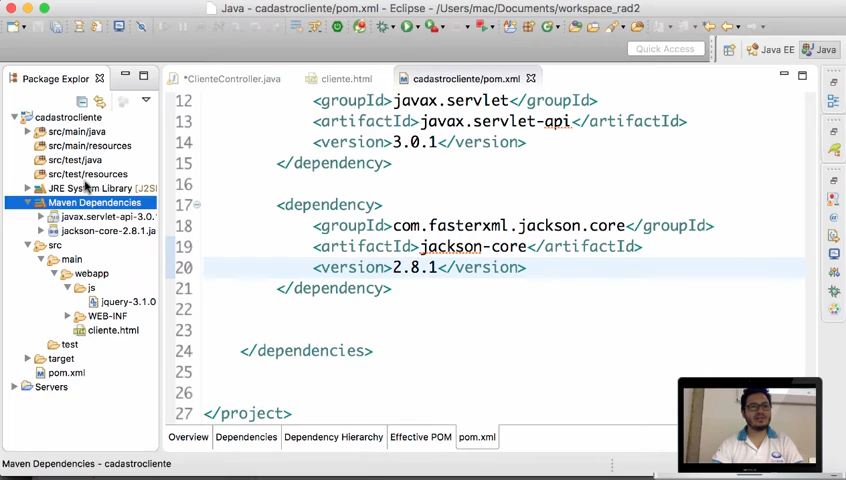 Java - cadastrocliente/pom.xml - Eclipse - /Users/mac/Documents/workspace_rad2
Quick Access
Java EE
Java
Package Explor
*ClienteController.java
cliente.html
cadastrocliente/pom.xml
cadastrocliente
src/main/java
src/main/resources
src/test/java
src/test/resources
JRE System Library [J2SI
Maven Dependencies
javax.servlet-api-3.0.
jackson-core-2.8.1.ja
src
main
webapp
js
jquery-3.1.0
WEB-INF
cliente.html
test
target
pom.xml
Servers
12 <groupId>javax.servlet</groupId>
13 <artifactId>javax.servlet-api</artifactId>
14 <version>3.0.1</version>
15 </dependency>
16
17 <dependency>
18 <groupId>com.fasterxml.jackson.core</groupId>
19 <artifactId>jackson-core</artifactId>
20 <version>2.8.1</version>
21 </dependency>
22
23
24 </dependencies>
25
26
27 </project>
Overview
Dependencies
Dependency Hierarchy
Effective POM
pom.xml
Maven Dependencies - cadastrocliente